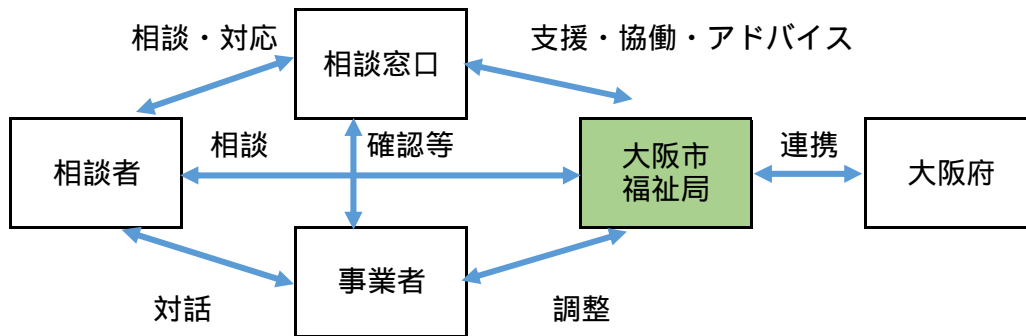 相談・対応
相談窓口
支援・協働・アドバイス
相談者
相談
確認等
大阪市
福祉局
連携
大阪府
対話
事業者
調整